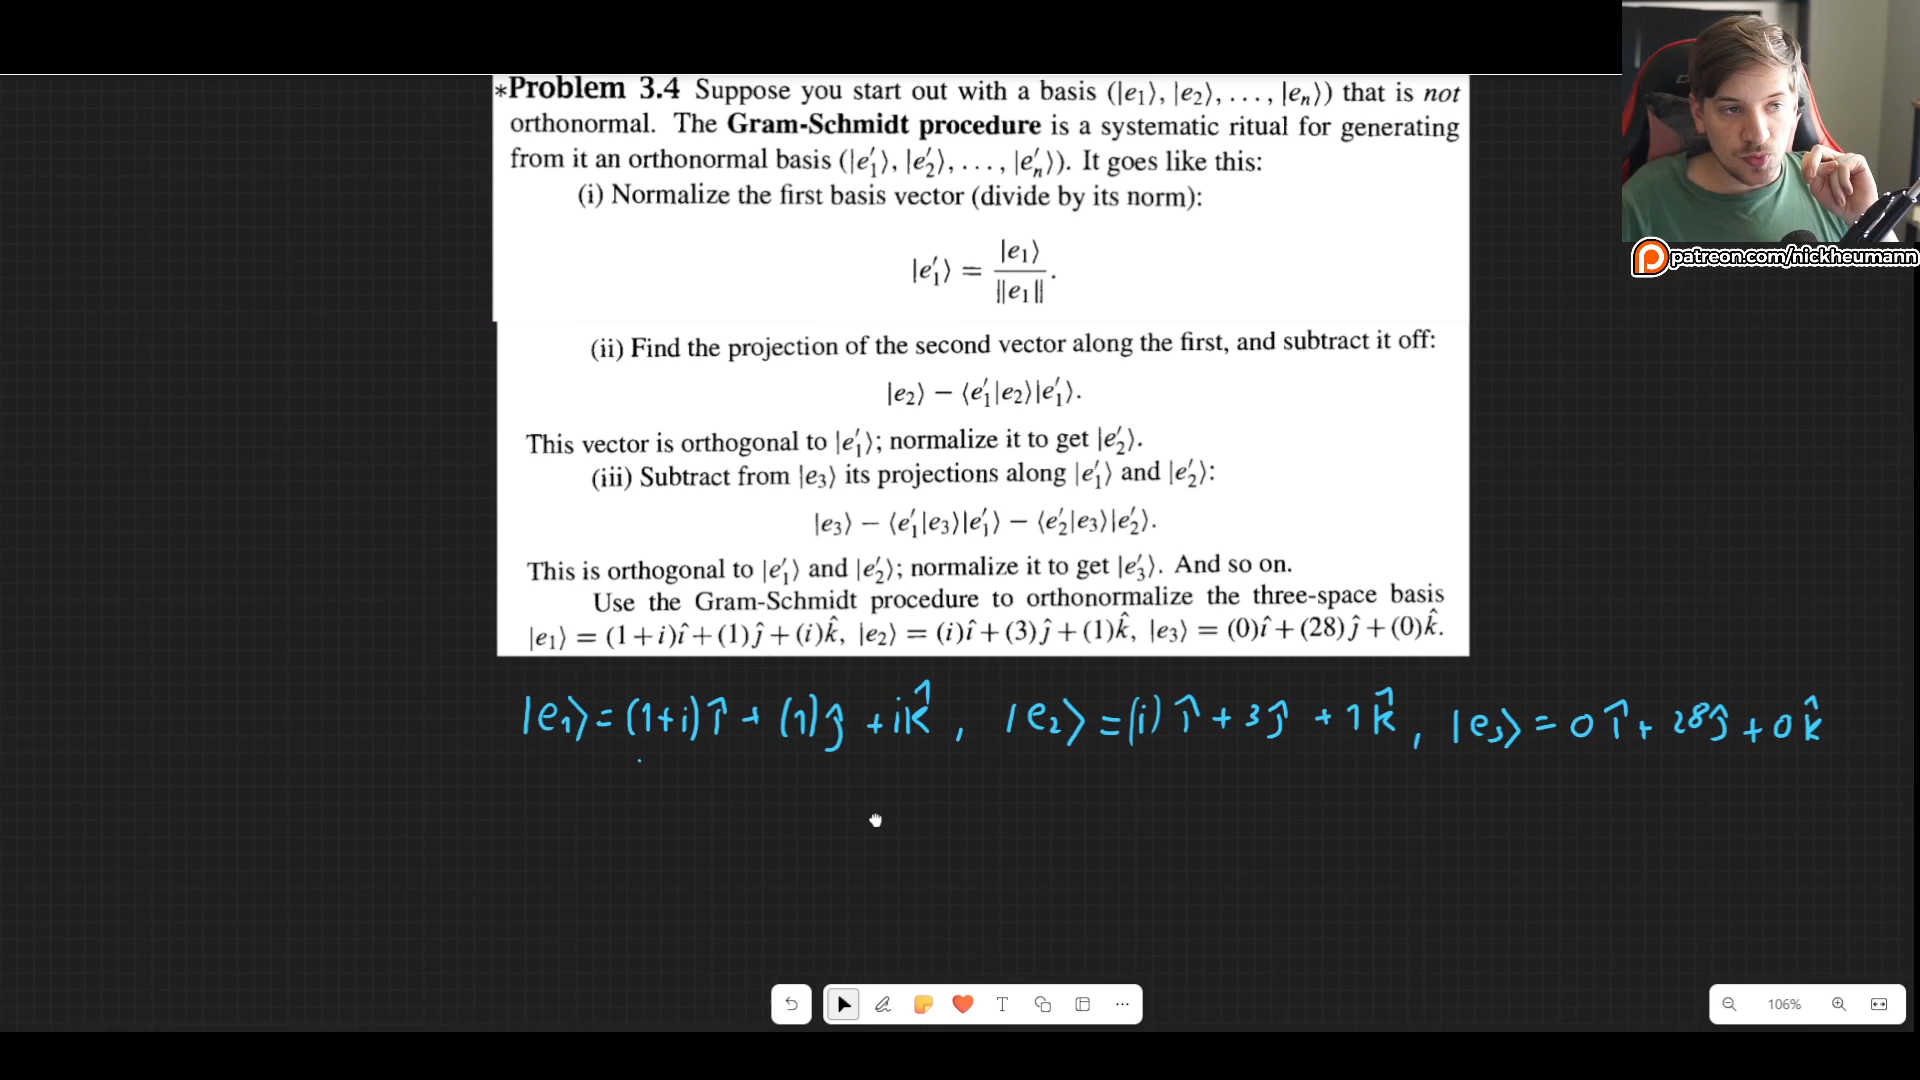 *Problem 3.4 Suppose you start out with a basis (|e₁⟩, |e₂⟩, . . . , |eₙ⟩) that is not
orthonormal. The Gram-Schmidt procedure is a systematic ritual for generating
from it an orthonormal basis (|e′₁⟩, |e′₂⟩, . . . , |e′ₙ⟩). It goes like this:
(i) Normalize the first basis vector (divide by its norm):
|e′₁⟩ = |e₁⟩ / ‖e₁‖.
(ii) Find the projection of the second vector along the first, and subtract it off:
|e₂⟩ − ⟨e′₁|e₂⟩|e′₁⟩.
This vector is orthogonal to |e′₁⟩; normalize it to get |e′₂⟩.
(iii) Subtract from |e₃⟩ its projections along |e′₁⟩ and |e′₂⟩:
|e₃⟩ − ⟨e′₁|e₃⟩|e′₁⟩ − ⟨e′₂|e₃⟩|e′₂⟩.
This is orthogonal to |e′₁⟩ and |e′₂⟩; normalize it to get |e′₃⟩. And so on.
Use the Gram-Schmidt procedure to orthonormalize the three-space basis
|e₁⟩ = (1+i)î+(1)ĵ+(i)k̂, |e₂⟩ = (i)î+(3)ĵ+(1)k̂, |e₃⟩ = (0)î+(28)ĵ+(0)k̂.
|e₁⟩ = (1+i)î + (1)ĵ + ik̂, |e₂⟩ = (i)î + 3ĵ + 1k̂, |e₃⟩ = 0î + 28ĵ + 0k̂
patreon.com/nickheumann
T
106%